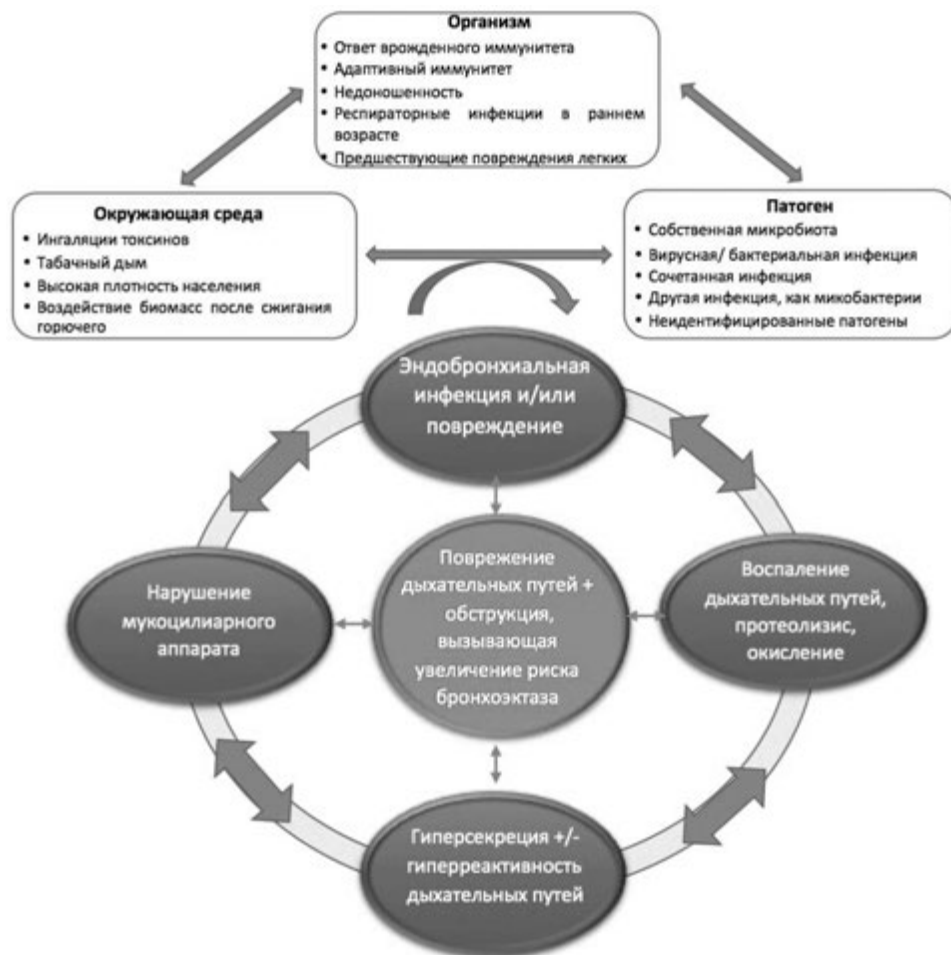 Организм
• Ответ врожденного иммунитета
• Адаптивный иммунитет
• Недоношенность
• Респираторные инфекции в раннем
возрасте
• Предшествующие повреждения легких
Окружающая среда
• Ингаляции токсинов
• Табачный дым
• Высокая плотность населения
• Воздействие биомасс после сжигания
горючего
Патоген
• Собственная микробиота
• Вирусная/ бактериальная инфекция
• Сочетанная инфекция
• Другая инфекция, как микобактерии
• Неидентифицированные патогены
Эндобронхиальная
инфекция и/или
повреждение
Нарушение
мукоцилиарного
аппарата
Поврежение
дыхательных путей +
обструкция,
вызывающая
увеличение риска
бронхоэктаза
Воспаление
дыхательных путей,
протеолизис,
окисление
Гиперсекреция +/-
гиперреактивность
дыхательных путей